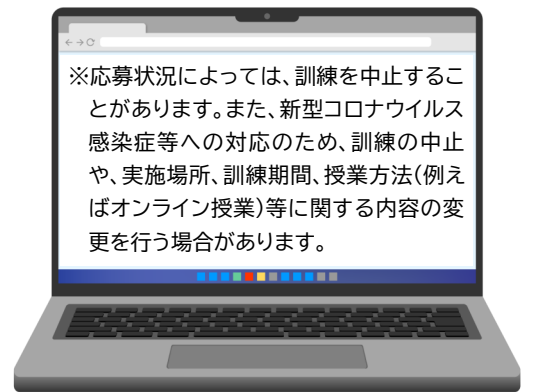 ※応募状況によっては、訓練を中止するこ
とがあります。また、新型コロナウイルス
感染症等への対応のため、訓練の中止
や、実施場所、訓練期間、授業方法(例え
ばオンライン授業)等に関する内容の変
更を行う場合があります。